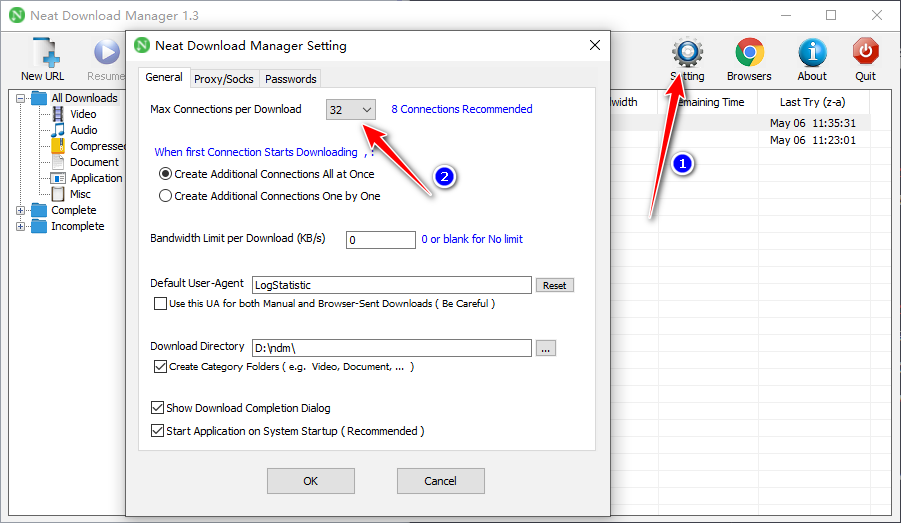 Neat Download Manager 1.3
New URL
Resume
Setting
Browsers
About
Quit
All Downloads
Video
Audio
Compressed
Document
Application
Misc
Complete
Incomplete
Neat Download Manager Setting
General Proxy/Socks Passwords
Max Connections per Download 32 8 Connections Recommended
When first Connection Starts Downloading , :
Create Additional Connections All at Once
Create Additional Connections One by One
Bandwidth Limit per Download (KB/s) 0 0 or blank for No limit
Default User-Agent LogStatistic Reset
Use this UA for both Manual and Browser-Sent Downloads ( Be Careful )
Download Directory D:\ndm\ ...
Create Category Folders ( e.g. Video, Document, ... )
Show Download Completion Dialog
Start Application on System Startup ( Recommended )
OK Cancel
Remaining Time Last Try (z-a)
May 06 11:35:31
May 06 11:23:01
1
2